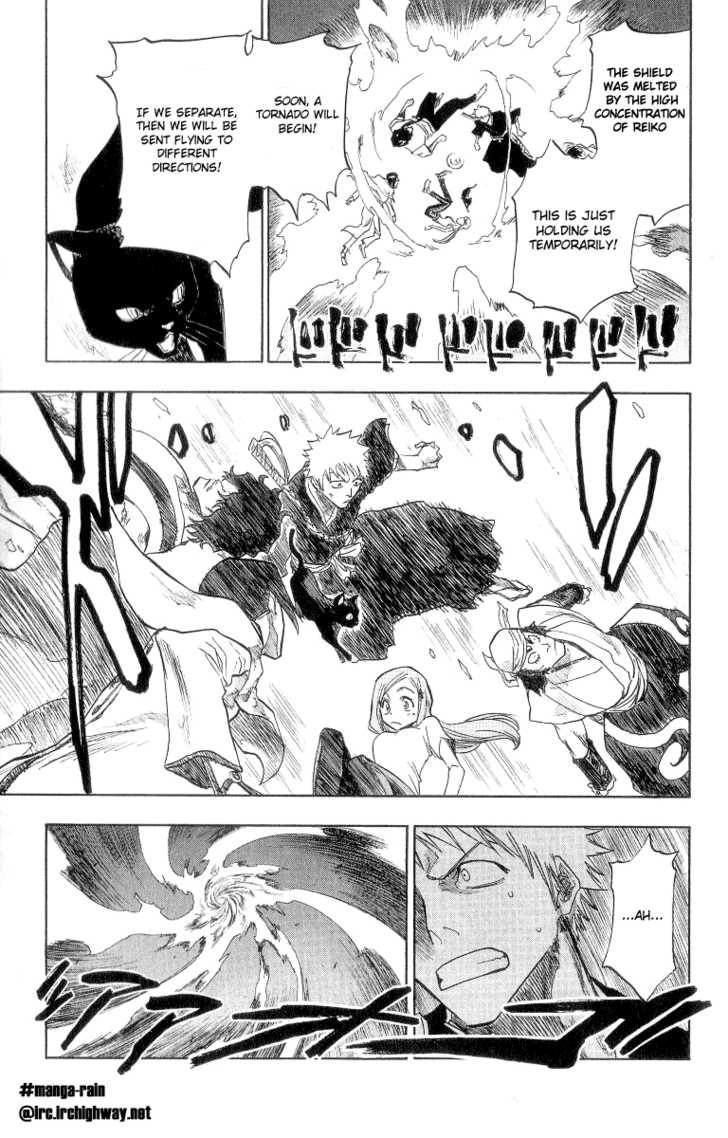 THE SHIELD
WAS MELTED
BY THE HIGH
CONCENTRATION
OF REIKO
THIS IS JUST
HOLDING US
TEMPORARILY!
SOON, A
TORNADO WILL
BEGIN!
IF WE SEPARATE,
THEN WE WILL BE
SENT FLYING TO
DIFFERENT
DIRECTIONS!
...AH...
#manga-rain
@irc.irchighway.net